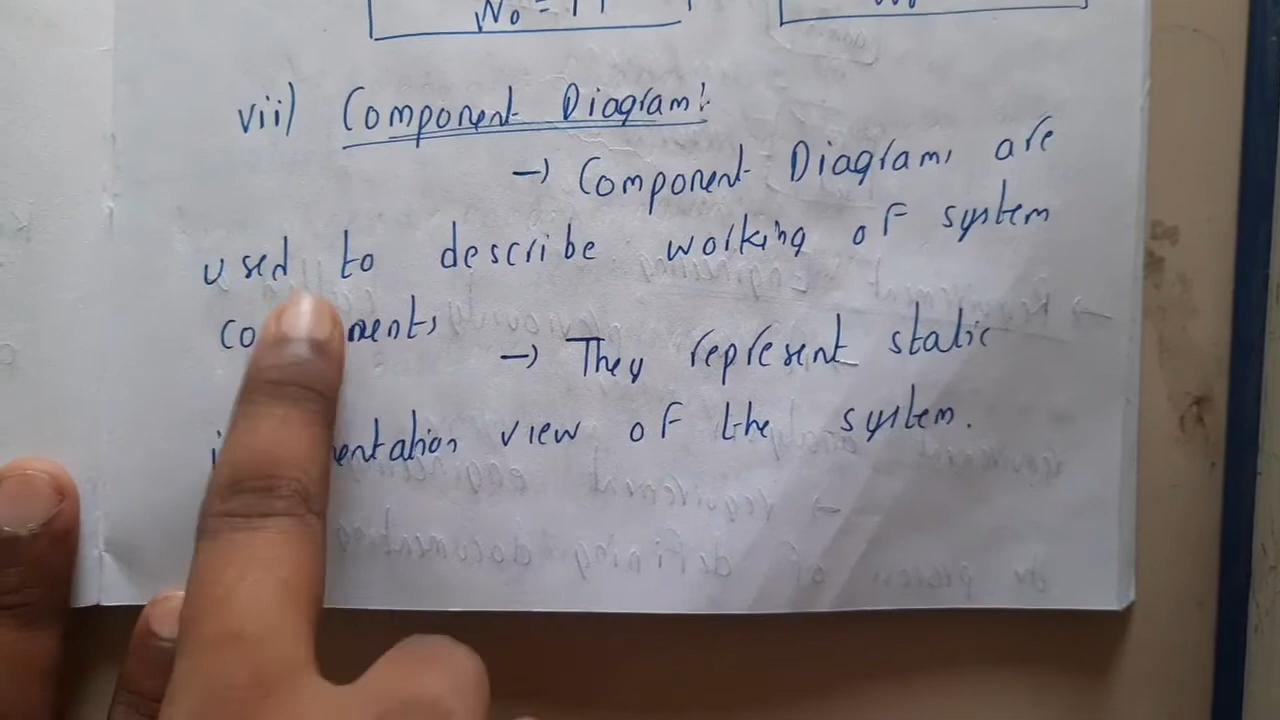 vii) Component Diagram:
→ Component Diagrams are
used to describe working of system
→ They represent static
view of the system.